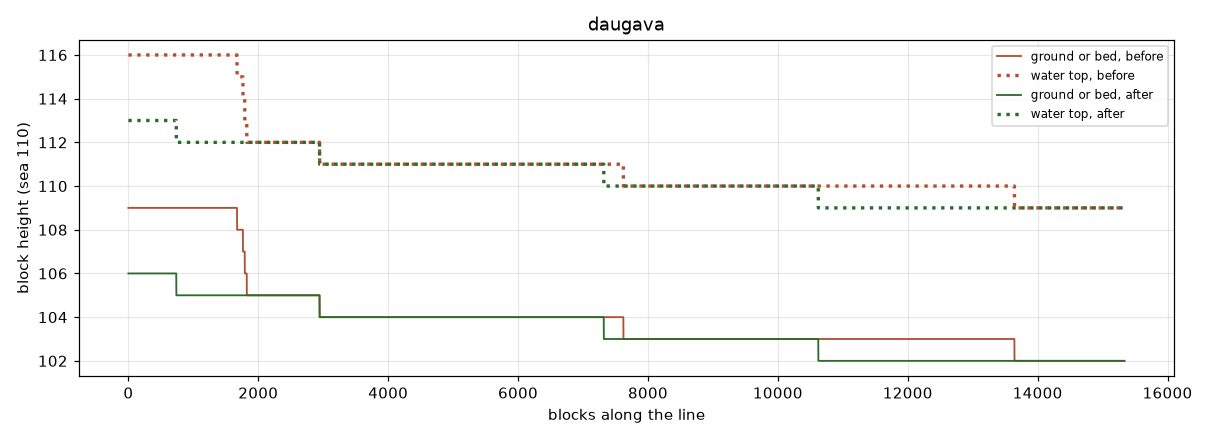 daugava
block height (sea 110)
116
114
112
110
108
106
104
102
ground or bed, before
water top, before
ground or bed, after
water top, after
0 2000 4000 6000 8000 10000 12000 14000 16000
blocks along the line